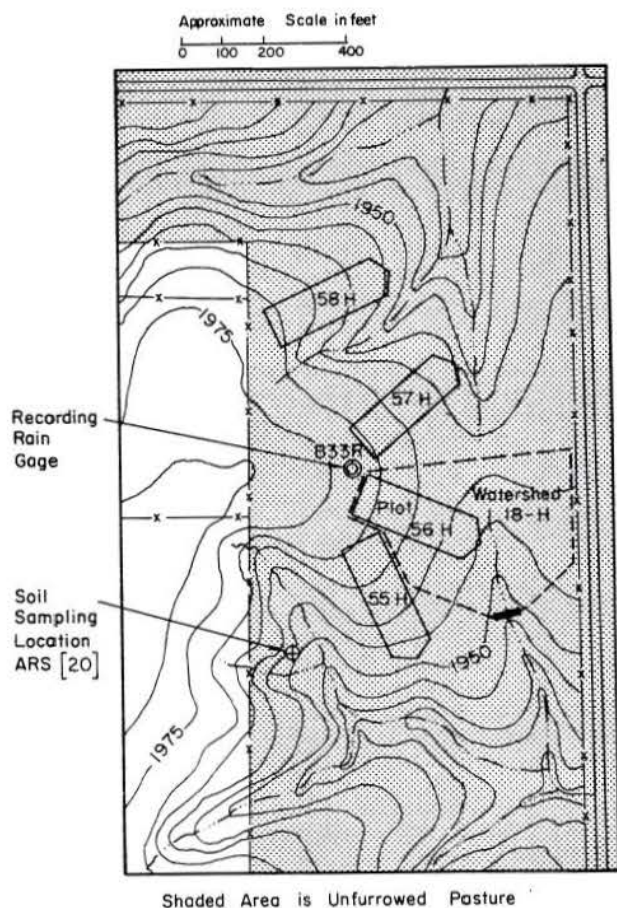 Approximate Scale in feet
0 100 200 400
1950
58 H
1975
57 H
Recording
Rain
Gage
B33R
Plot
56 H
Watershed
18-H
55 H
Soil
Sampling
Location
ARS [20]
1950
1975
Shaded Area is Unfurrowed Pasture